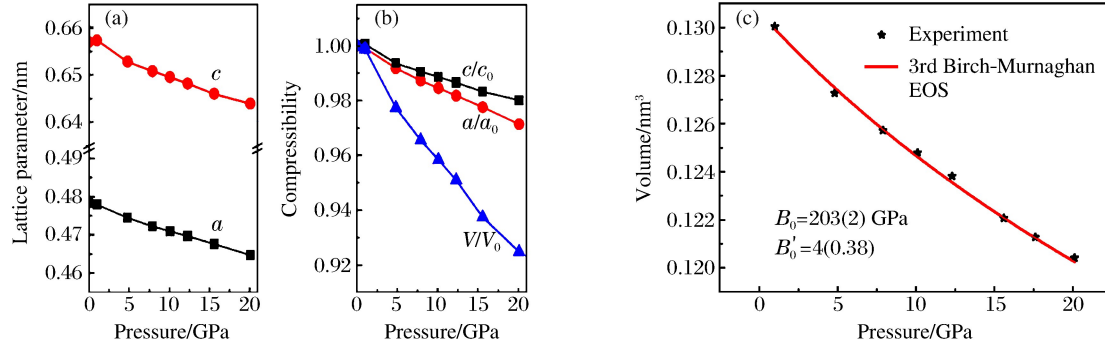 (a)
0.66
0.65
0.64
0.49
0.48
0.47
0.46
c
a
Lattice parameter/nm
0 5 10 15 20
Pressure/GPa
(b)
1.00
0.98
0.96
0.94
0.92
c/c₀
a/a₀
V/V₀
Compressibility
0 5 10 15 20
Pressure/GPa
(c)
0.130
0.128
0.126
0.124
0.122
0.120
Experiment
3rd Birch-Murnaghan
EOS
B₀=203(2) GPa
B₀'=4(0.38)
Volume/nm³
0 5 10 15 20
Pressure/GPa